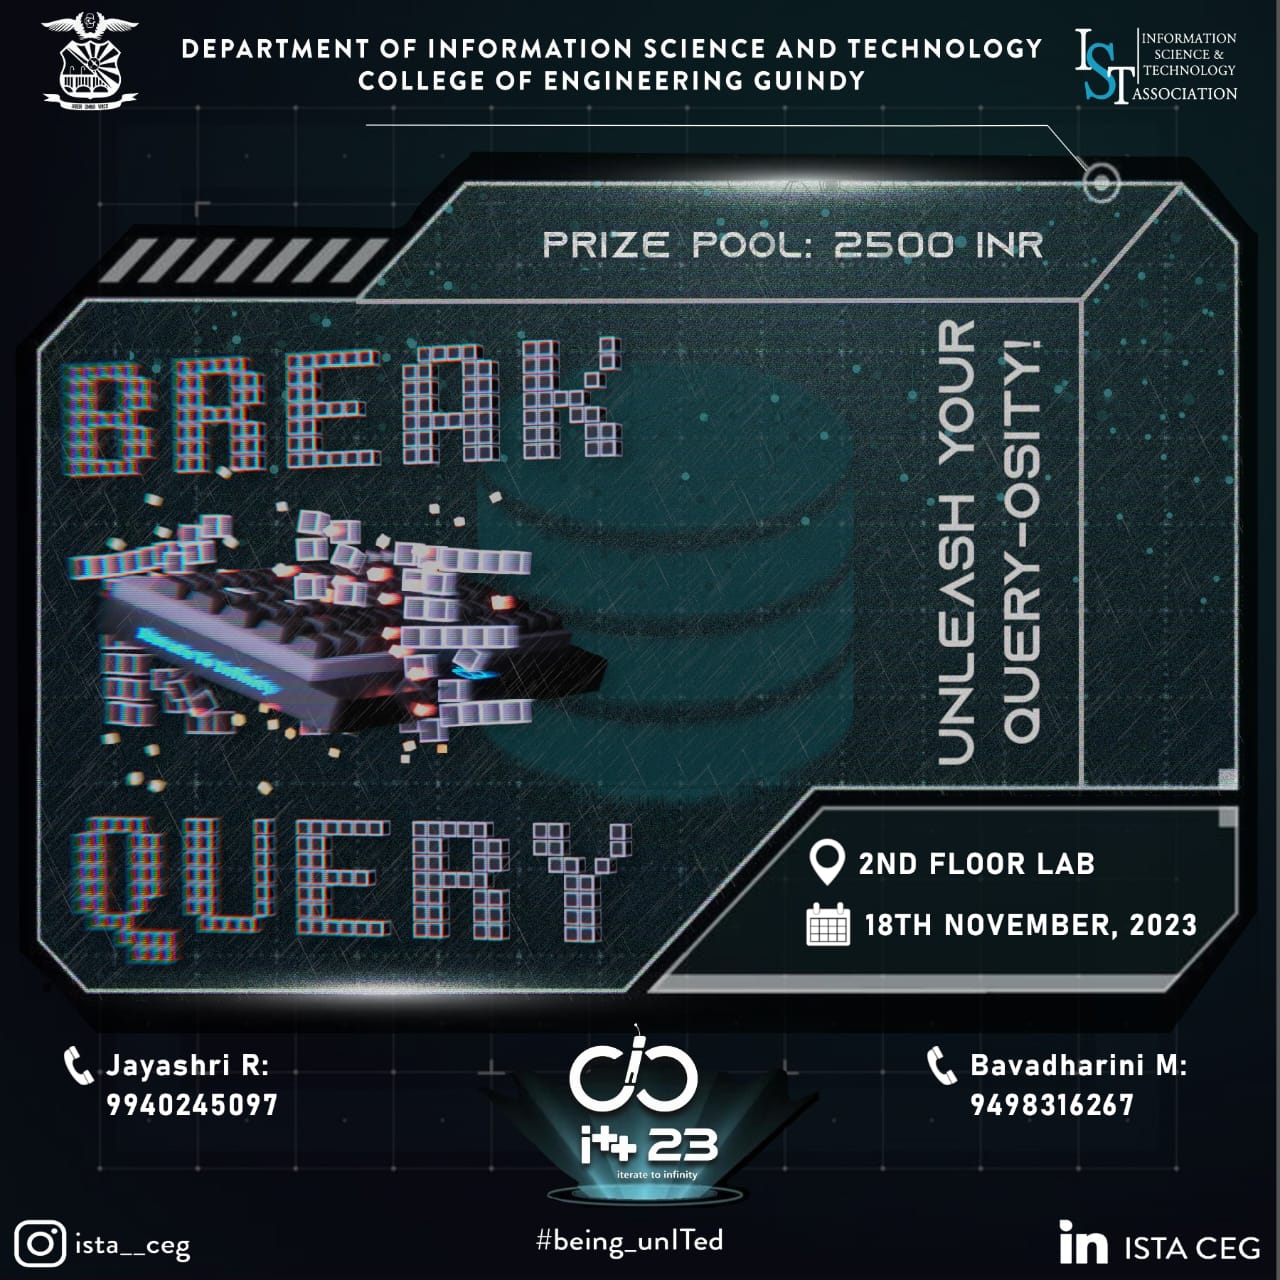 DEPARTMENT OF INFORMATION SCIENCE AND TECHNOLOGY
COLLEGE OF ENGINEERING GUINDY
IST
INFORMATION
SCIENCE &
TECHNOLOGY
ASSOCIATION
PRIZE POOL: 2500 INR
BREAK
THE
QUERY
UNLEASH YOUR
QUERY-OSITY!
2ND FLOOR LAB
18TH NOVEMBER, 2023
Jayashri R:
9940245097
Bavadharini M:
9498316267
i++ 23
iterate to infinity
ista__ceg
#being_unITed
in ISTA CEG